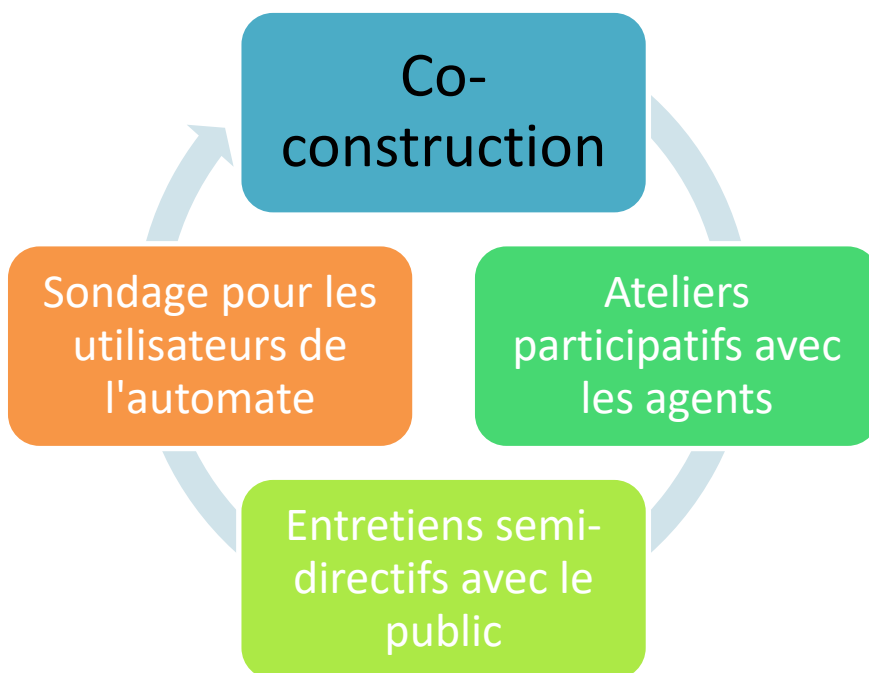 Co-
construction
Ateliers
participatifs avec
les agents
Entretiens semi-
directifs avec le
public
Sondage pour les
utilisateurs de
l'automate